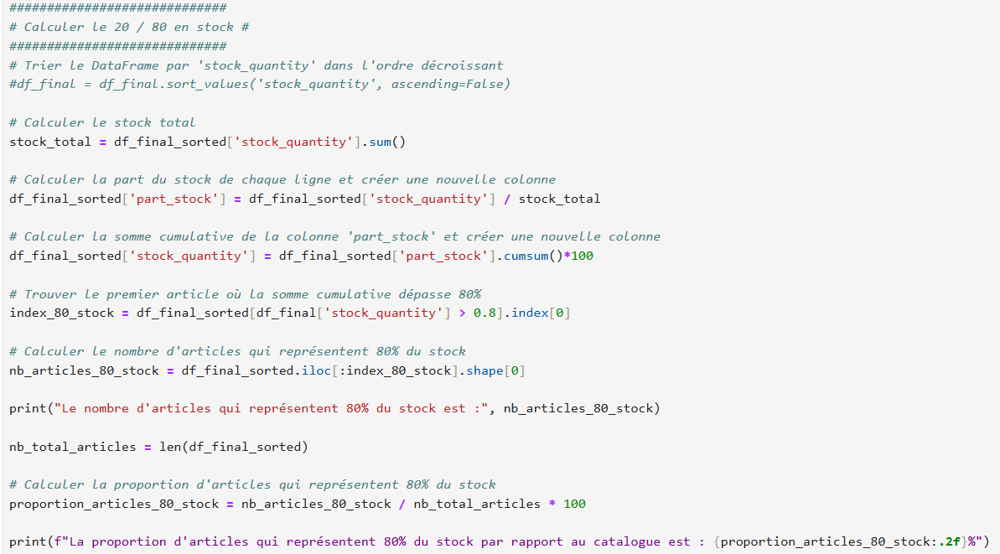 #############################
# Calculer le 20 / 80 en stock #
#############################
# Trier le DataFrame par 'stock_quantity' dans l'ordre décroissant
#df_final = df_final.sort_values('stock_quantity', ascending=False)
# Calculer le stock total
stock_total = df_final_sorted['stock_quantity'].sum()
# Calculer la part du stock de chaque ligne et créer une nouvelle colonne
df_final_sorted['part_stock'] = df_final_sorted['stock_quantity'] / stock_total
# Calculer la somme cumulative de la colonne 'part_stock' et créer une nouvelle colonne
df_final_sorted['stock_quantity'] = df_final_sorted['part_stock'].cumsum()*100
# Trouver le premier article où la somme cumulative dépasse 80%
index_80_stock = df_final_sorted[df_final['stock_quantity'] > 0.8].index[0]
# Calculer le nombre d'articles qui représentent 80% du stock
nb_articles_80_stock = df_final_sorted.iloc[:index_80_stock].shape[0]
print("Le nombre d'articles qui représentent 80% du stock est :", nb_articles_80_stock)
nb_total_articles = len(df_final_sorted)
# Calculer la proportion d'articles qui représentent 80% du stock
proportion_articles_80_stock = nb_articles_80_stock / nb_total_articles * 100
print(f"La proportion d'articles qui représentent 80% du stock par rapport au catalogue est : {proportion_articles_80_stock:.2f}%")